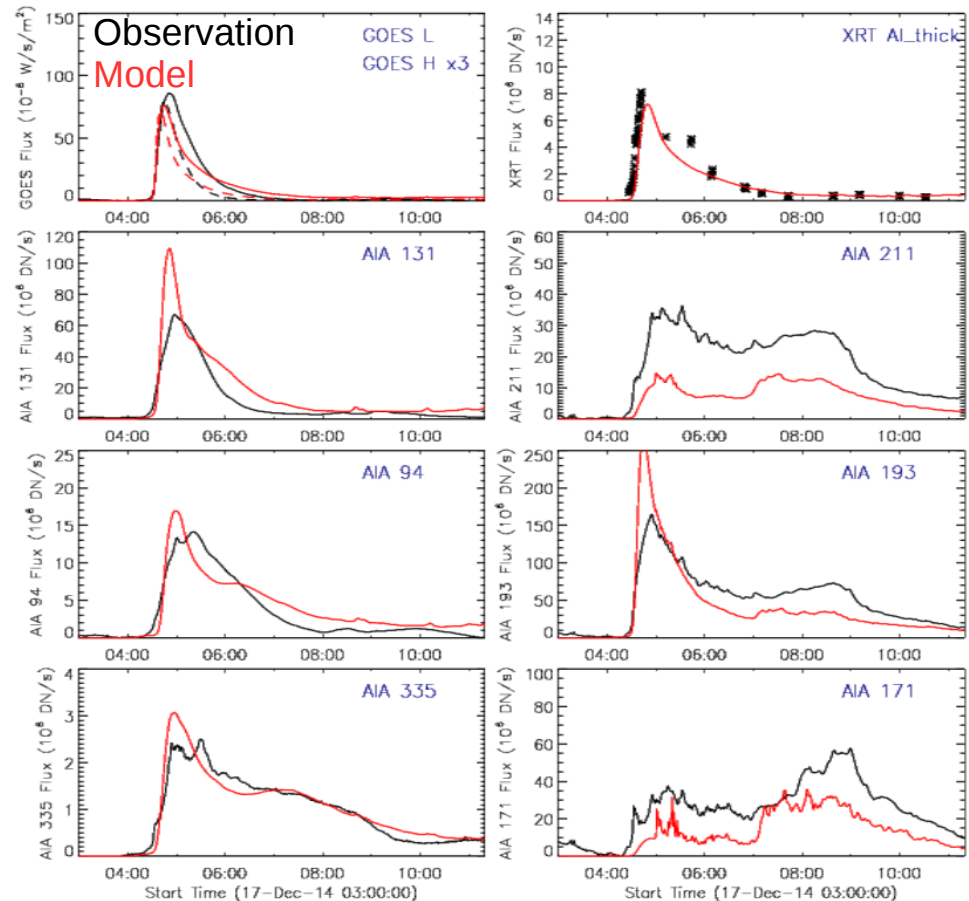 Observation
Model
GOES L
GOES H x3
GOES Flux (10⁻⁶ W/s/m²)
150
100
50
0
04:00 06:00 08:00 10:00
XRT Al_thick
XRT Flux (10⁶ DN/s)
14
12
10
8
6
4
2
0
04:00 06:00 08:00 10:00
AIA 131
AIA 131 Flux (10⁶ DN/s)
120
100
80
60
40
20
0
04:00 06:00 08:00 10:00
AIA 211
AIA 211 Flux (10⁶ DN/s)
60
50
40
30
20
10
0
04:00 06:00 08:00 10:00
AIA 94
AIA 94 Flux (10⁶ DN/s)
25
20
15
10
5
0
04:00 06:00 08:00 10:00
AIA 193
AIA 193 Flux (10⁶ DN/s)
250
200
150
100
50
0
04:00 06:00 08:00 10:00
AIA 335
AIA 335 Flux (10⁶ DN/s)
4
3
2
1
0
04:00 06:00 08:00 10:00
Start Time (17-Dec-14 03:00:00)
AIA 171
AIA 171 Flux (10⁶ DN/s)
100
80
60
40
20
0
04:00 06:00 08:00 10:00
Start Time (17-Dec-14 03:00:00)